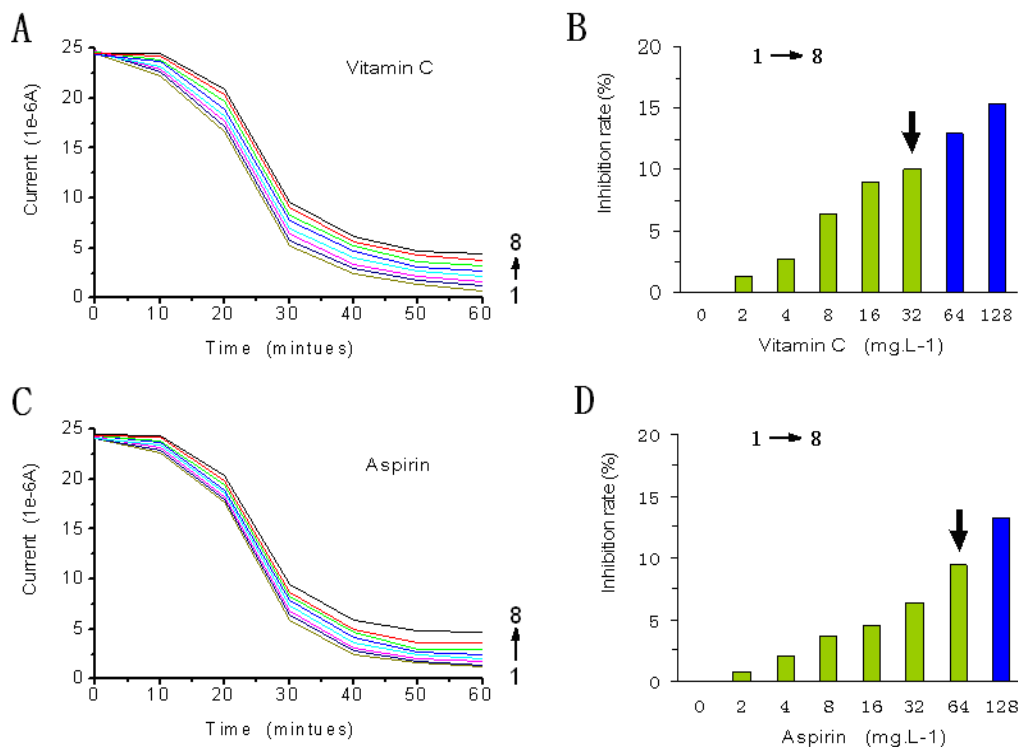 A
25
20
15
10
5
0
Current (1e-6A)
Vitamin C
8
1
0 10 20 30 40 50 60
Time (mintues)
B
20
15
10
5
0
Inhibition rate (%)
1 → 8
0 2 4 8 16 32 64 128
Vitamin C (mg.L-1)
C
25
20
15
10
5
0
Current (1e-6A)
Aspirin
8
1
0 10 20 30 40 50 60
Time (mintues)
D
20
15
10
5
0
Inhibition rate (%)
1 → 8
0 2 4 8 16 32 64 128
Aspirin (mg.L-1)